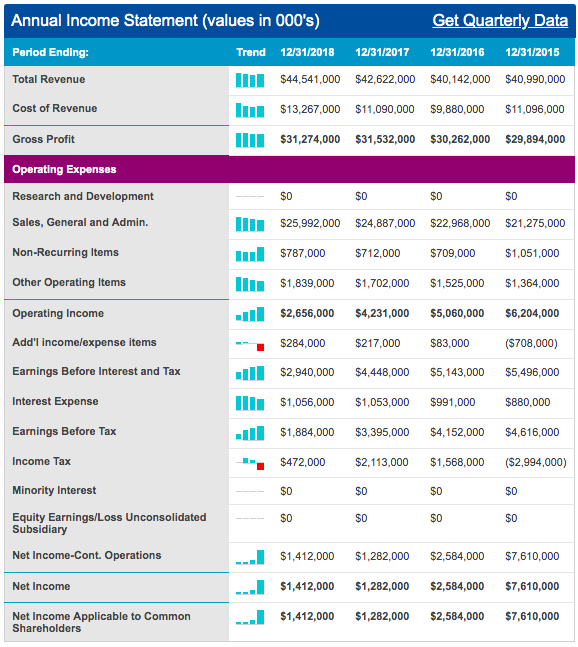 Annual Income Statement (values in 000's) Get Quarterly Data
Period Ending: Trend 12/31/2018 12/31/2017 12/31/2016 12/31/2015
Total Revenue $44,541,000 $42,622,000 $40,142,000 $40,990,000
Cost of Revenue $13,267,000 $11,090,000 $9,880,000 $11,096,000
Gross Profit $31,274,000 $31,532,000 $30,262,000 $29,894,000
Operating Expenses
Research and Development $0 $0 $0 $0
Sales, General and Admin. $25,992,000 $24,887,000 $22,968,000 $21,275,000
Non-Recurring Items $787,000 $712,000 $709,000 $1,051,000
Other Operating Items $1,839,000 $1,702,000 $1,525,000 $1,364,000
Operating Income $2,656,000 $4,231,000 $5,060,000 $6,204,000
Add'l income/expense items $284,000 $217,000 $83,000 ($708,000)
Earnings Before Interest and Tax $2,940,000 $4,448,000 $5,143,000 $5,496,000
Interest Expense $1,056,000 $1,053,000 $991,000 $880,000
Earnings Before Tax $1,884,000 $3,395,000 $4,152,000 $4,616,000
Income Tax $472,000 $2,113,000 $1,568,000 ($2,994,000)
Minority Interest $0 $0 $0 $0
Equity Earnings/Loss Unconsolidated $0 $0 $0 $0
Subsidiary
Net Income-Cont. Operations $1,412,000 $1,282,000 $2,584,000 $7,610,000
Net Income $1,412,000 $1,282,000 $2,584,000 $7,610,000
Net Income Applicable to Common $1,412,000 $1,282,000 $2,584,000 $7,610,000
Shareholders